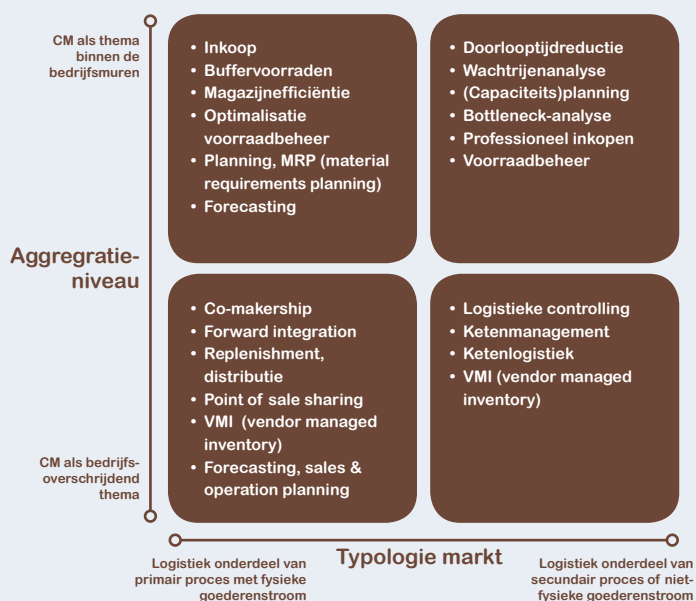 CM als thema
binnen de
bedrijfsmuren
• Inkoop
• Buffervoorraden
• Magazijnefficiëntie
• Optimalisatie
voorraadbeheer
• Planning, MRP (material
requirements planning)
• Forecasting
• Doorlooptijdreductie
• Wachtrijenanalyse
• (Capaciteits)planning
• Bottleneck-analyse
• Professioneel inkopen
• Voorraadbeheer
Aggregratie-
niveau
• Co-makership
• Forward integration
• Replenishment,
distributie
• Point of sale sharing
• VMI (vendor managed
inventory)
• Forecasting, sales &
operation planning
• Logistieke controlling
• Ketenmanagement
• Ketenlogistiek
• VMI (vendor managed
inventory)
CM als bedrijfs-
overschrijdend
thema
Typologie markt
Logistiek onderdeel van
primair proces met fysieke
goederenstroom
Logistiek onderdeel van
secundair proces of niet-
fysieke goederenstroom